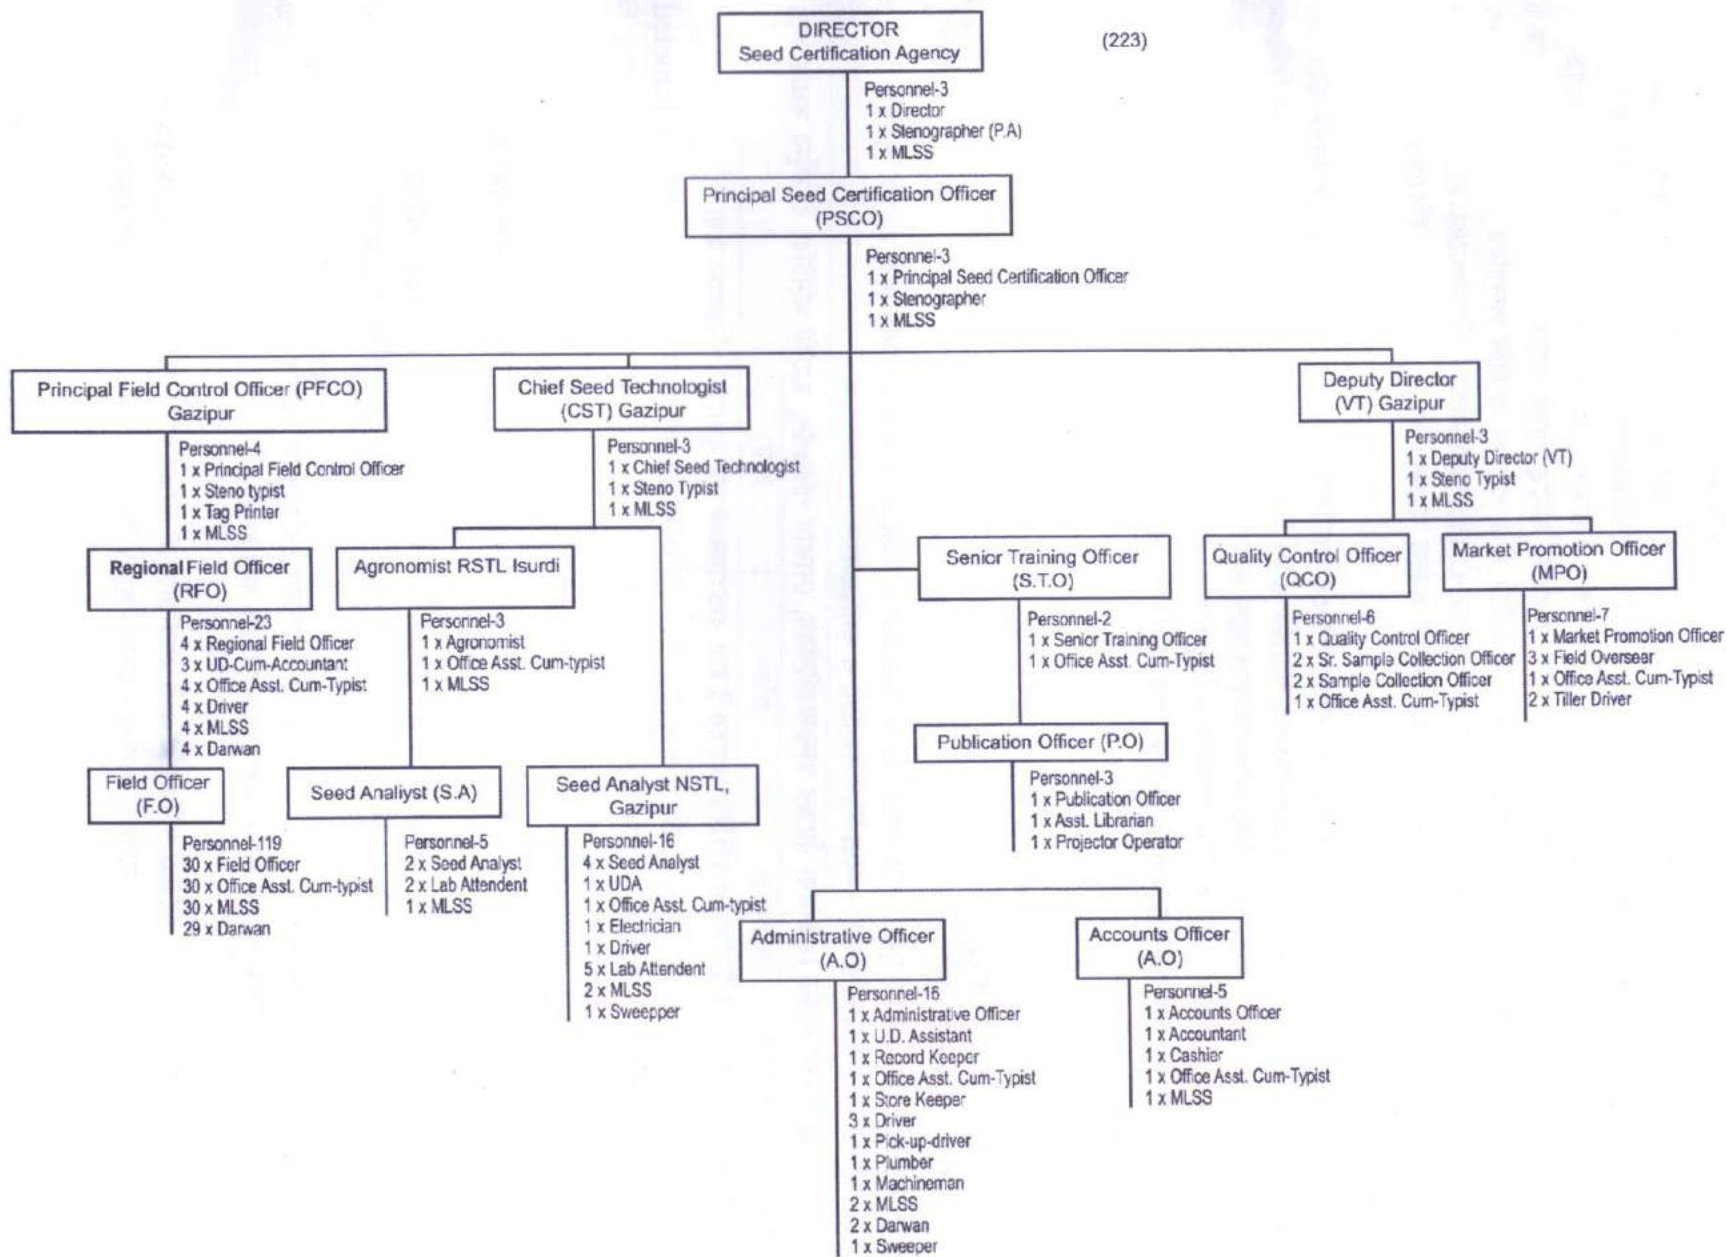 DIRECTOR
Seed Certification Agency
(223)
Personnel-3
1 x Director
1 x Stenographer (P.A)
1 x MLSS
Principal Seed Certification Officer
(PSCO)
Personnel-3
1 x Principal Seed Certification Officer
1 x Stenographer
1 x MLSS
Principal Field Control Officer (PFCO)
Gazipur
Personnel-4
1 x Principal Field Control Officer
1 x Steno typist
1 x Tag Printer
1 x MLSS
Regional Field Officer
(RFO)
Personnel-23
4 x Regional Field Officer
3 x UD-Cum-Accountant
4 x Office Asst. Cum-Typist
4 x Driver
4 x MLSS
4 x Darwan
Field Officer
(F.O)
Personnel-119
30 x Field Officer
30 x Office Asst. Cum-typist
30 x MLSS
29 x Darwan
Chief Seed Technologist
(CST) Gazipur
Personnel-3
1 x Chief Seed Technologist
1 x Steno Typist
1 x MLSS
Agronomist RSTL Isurdi
Personnel-3
1 x Agronomist
1 x Office Asst. Cum-typist
1 x MLSS
Seed Analiyst (S.A)
Personnel-5
2 x Seed Analyst
2 x Lab Attendent
1 x MLSS
Seed Analyst NSTL,
Gazipur
Personnel-16
4 x Seed Analyst
1 x UDA
1 x Office Asst. Cum-typist
1 x Electrician
1 x Driver
5 x Lab Attendent
2 x MLSS
1 x Sweepper
Senior Training Officer
(S.T.O)
Personnel-2
1 x Senior Training Officer
1 x Office Asst. Cum-Typist
Publication Officer (P.O)
Personnel-3
1 x Publication Officer
1 x Asst. Librarian
1 x Projector Operator
Administrative Officer
(A.O)
Personnel-16
1 x Administrative Officer
1 x U.D. Assistant
1 x Record Keeper
1 x Office Asst. Cum-Typist
1 x Store Keeper
3 x Driver
1 x Pick-up-driver
1 x Plumber
1 x Machineman
2 x MLSS
2 x Darwan
1 x Sweeper
Accounts Officer
(A.O)
Personnel-5
1 x Accounts Officer
1 x Accountant
1 x Cashier
1 x Office Asst. Cum-Typist
1 x MLSS
Deputy Director
(VT) Gazipur
Personnel-3
1 x Deputy Director (VT)
1 x Steno Typist
1 x MLSS
Quality Control Officer
(QCO)
Personnel-6
1 x Quality Control Officer
2 x Sr. Sample Collection Officer
2 x Sample Collection Officer
1 x Office Asst. Cum-Typist
Market Promotion Officer
(MPO)
Personnel-7
1 x Market Promotion Officer
3 x Field Oversear
1 x Office Asst. Cum-Typist
2 x Tiller Driver